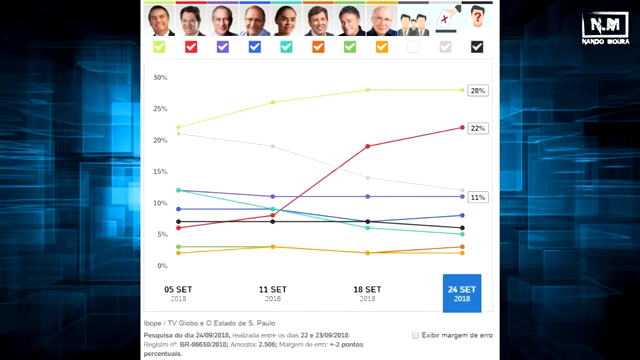 N.M
NANDO MOURA
50%
25%
28%
22%
20%
15%
11%
10%
5%
0%
05 SET
2018
11 SET
2018
18 SET
2018
24 SET
2018
Ibope / TV Globo e O Estado de S. Paulo
Pesquisa do dia 24/09/2018, realizada entre os dias 22 e 23/09/2018.
Exibir margem de erro
Registro nº: BR-06630/2018; Amostra: 2.506; Margem de erro: +-2 pontos
percentuais.